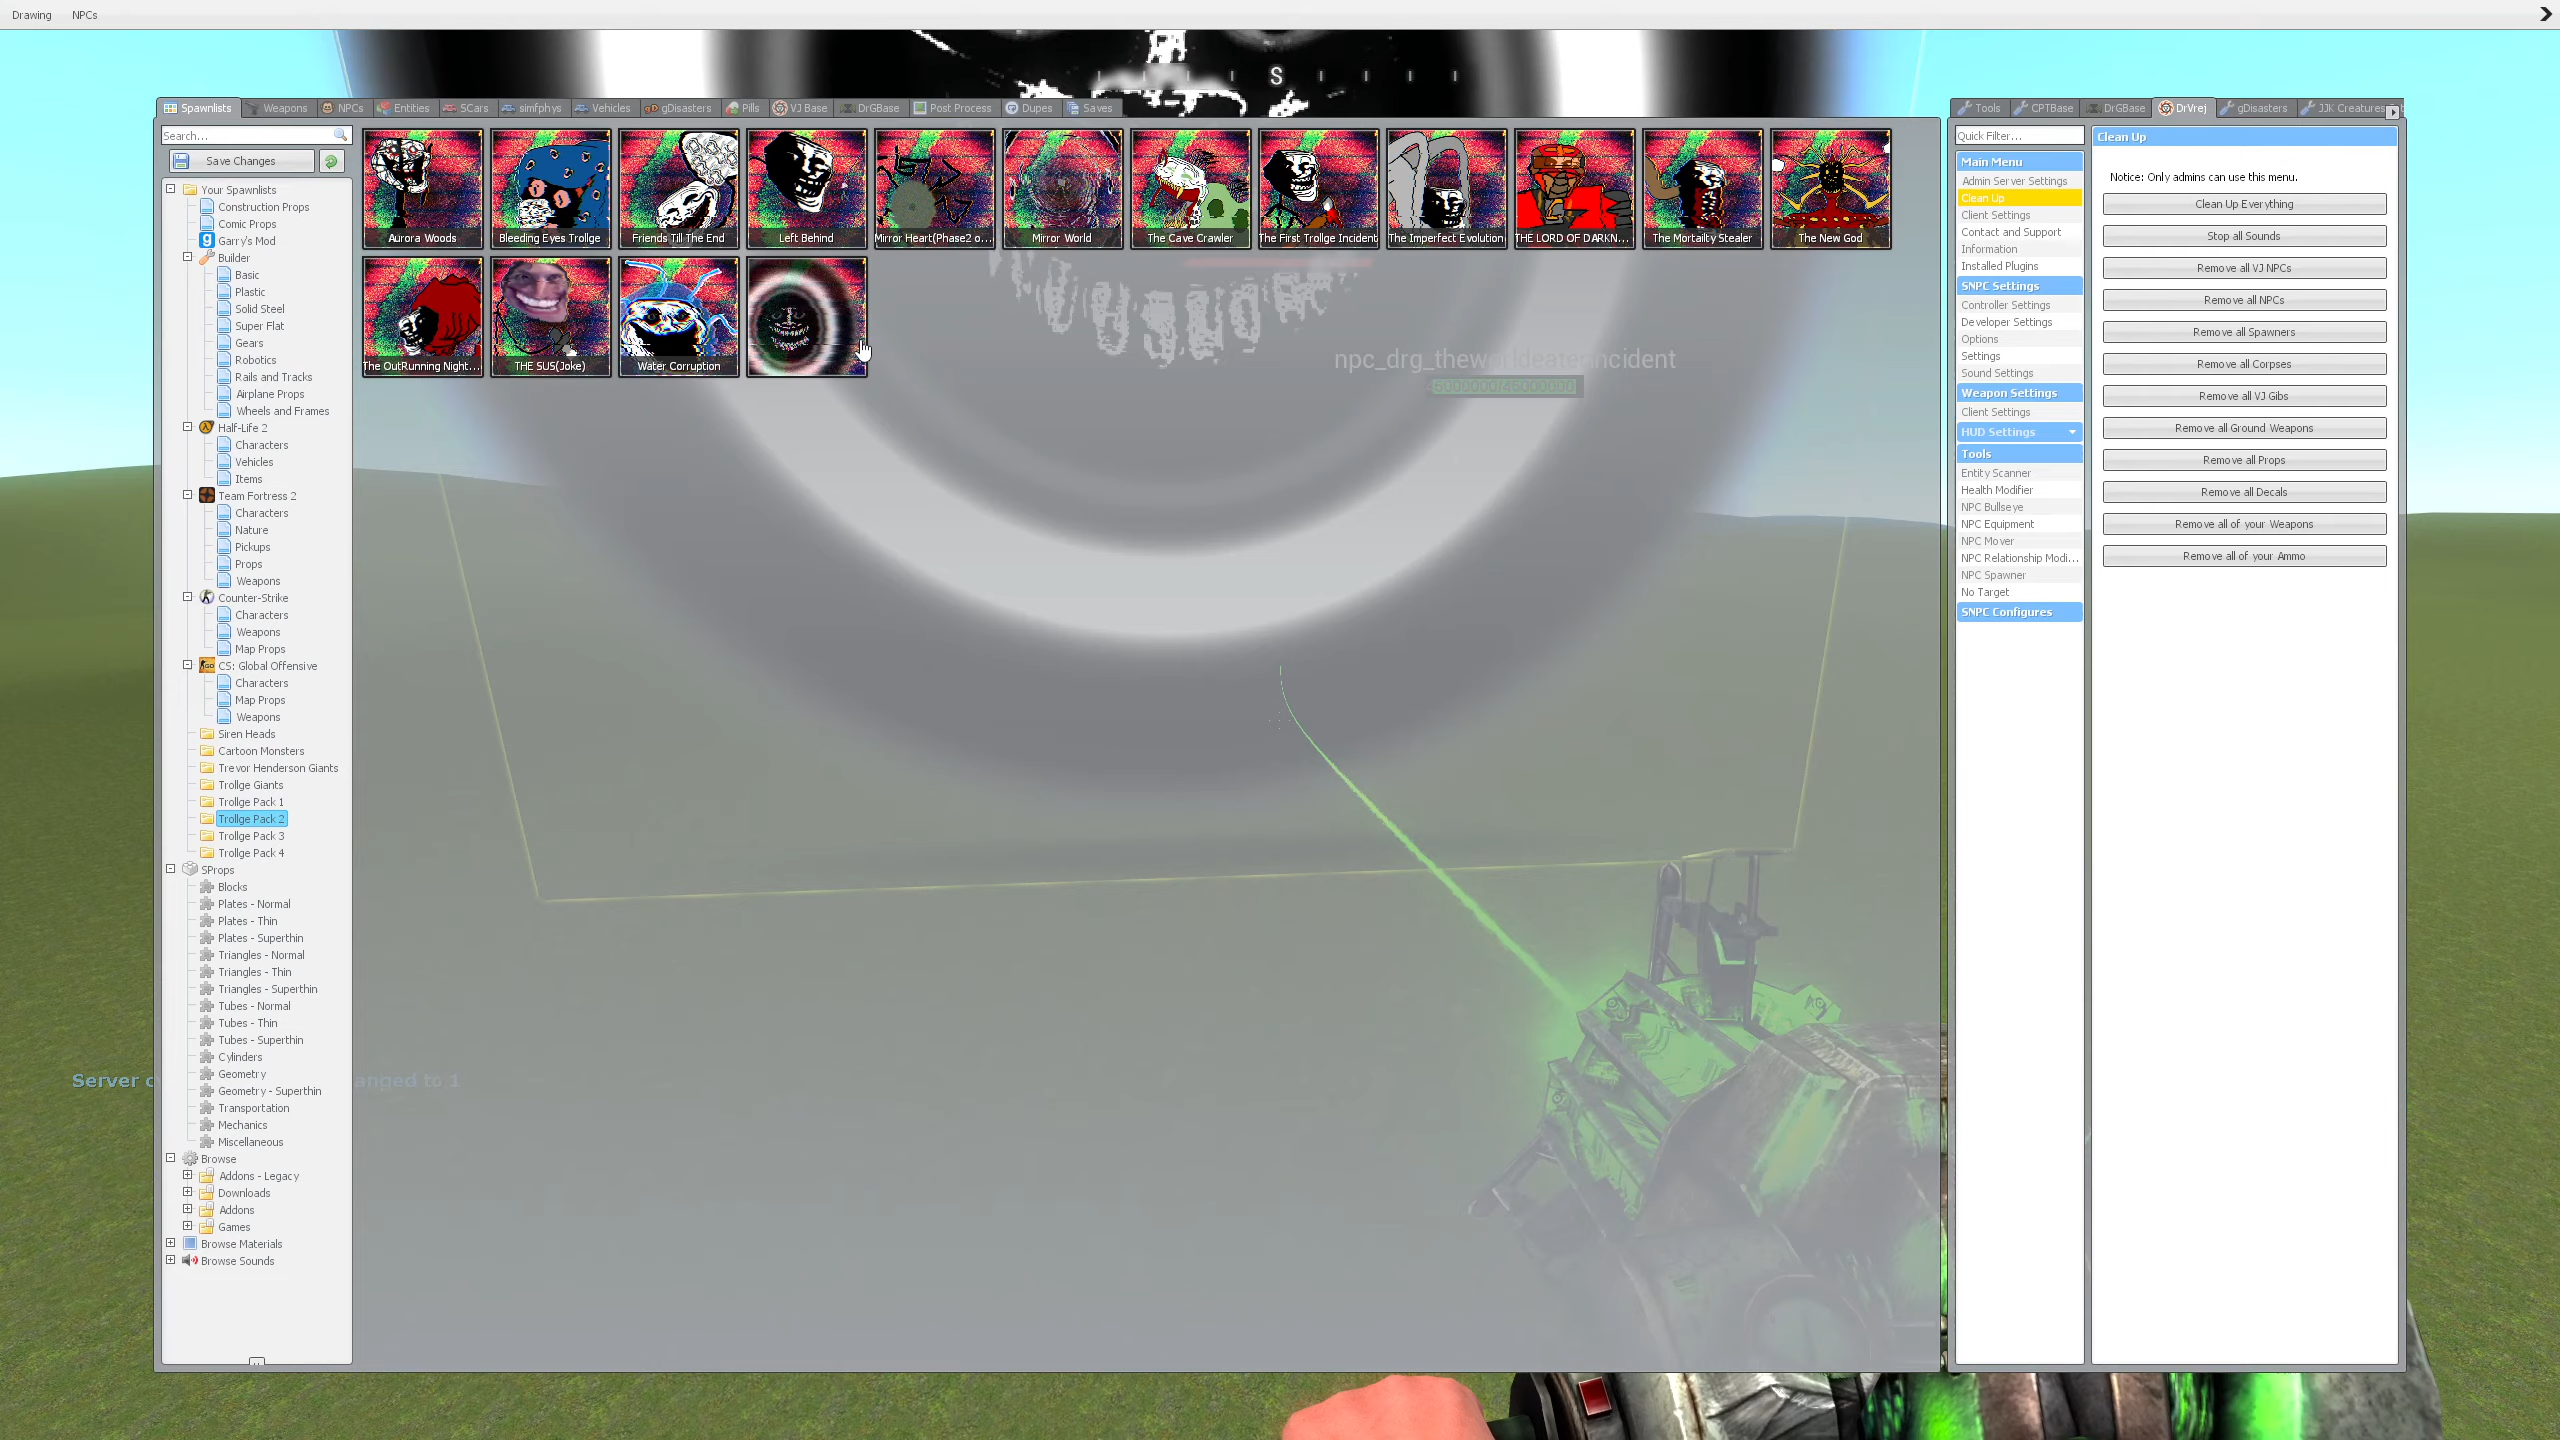 Drawing NPCs
S
Spawnlists Weapons NPCs Entities SCars simfphys Vehicles gDisasters Pills VJ Base DrGBase Post Process Dupes Saves
Search...
Save Changes
Your Spawnlists
Construction Props
Comic Props
Garry's Mod
Builder
Basic
Plastic
Solid Steel
Super Flat
Gears
Robotics
Rails and Tracks
Airplane Props
Wheels and Frames
Half-Life 2
Characters
Vehicles
Items
Team Fortress 2
Characters
Nature
Pickups
Props
Weapons
Counter-Strike
Characters
Weapons
Map Props
CS: Global Offensive
Characters
Map Props
Weapons
Siren Heads
Cartoon Monsters
Trevor Henderson Giants
Trollge Giants
Trollge Pack 1
Trollge Pack 2
Trollge Pack 3
Trollge Pack 4
SProps
Blocks
Plates - Normal
Plates - Thin
Plates - Superthin
Triangles - Normal
Triangles - Thin
Triangles - Superthin
Tubes - Normal
Tubes - Thin
Tubes - Superthin
Cylinders
Geometry
Geometry - Superthin
Transportation
Mechanics
Miscellaneous
Browse
Addons - Legacy
Downloads
Addons
Games
Browse Materials
Browse Sounds
Aurora Woods
Bleeding Eyes Trollge
Friends Till The End
Left Behind
Mirror Heart(Phase2 o...
Mirror World
The Cave Crawler
The First Trollge Incident
The Imperfect Evolution
THE LORD OF DARKN...
The Mortailty Stealer
The New God
The OutRunning Night...
THE SUS(Joke)
Water Corruption
npc_drg_theworldeaterincident
Server c anged to 1
Tools CPTBase DrGBase DrVrej gDisasters JJK Creatures
Quick Filter...
Main Menu
Admin Server Settings
Clean Up
Client Settings
Contact and Support
Information
Installed Plugins
SNPC Settings
Controller Settings
Developer Settings
Options
Settings
Sound Settings
Weapon Settings
Client Settings
HUD Settings
Tools
Entity Scanner
Health Modifier
NPC Bullseye
NPC Equipment
NPC Mover
NPC Relationship Modi...
NPC Spawner
No Target
SNPC Configures
Clean Up
Notice: Only admins can use this menu.
Clean Up Everything
Stop all Sounds
Remove all VJ NPCs
Remove all NPCs
Remove all Spawners
Remove all Corpses
Remove all VJ Gibs
Remove all Ground Weapons
Remove all Props
Remove all Decals
Remove all of your Weapons
Remove all of your Ammo